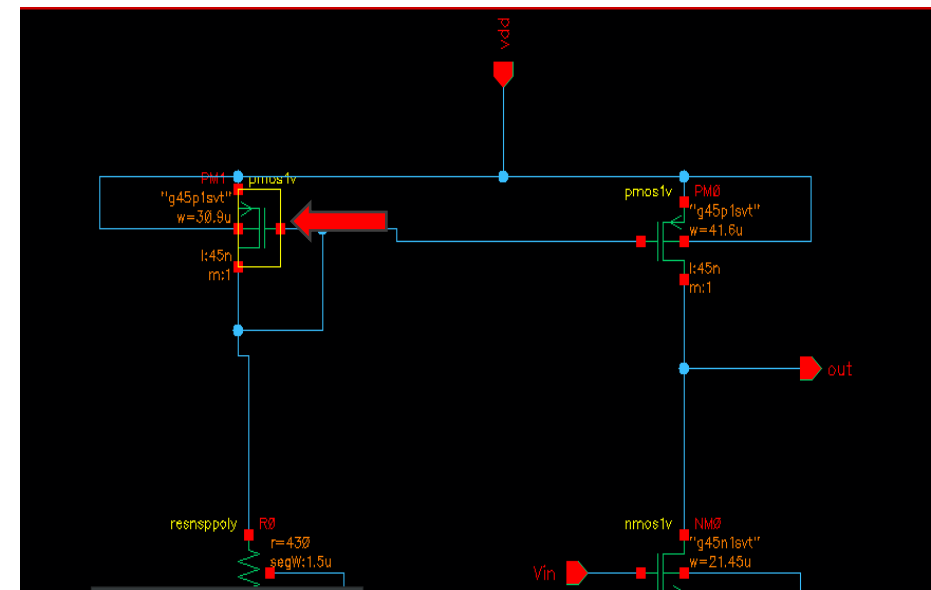 vdd
PM1
pmos1v
"g45p1svt"
w=30.9u
l:45n
m:1
pmos1v
PM0
"g45p1svt"
w=41.6u
l:45n
m:1
out
resnsppoly
R0
r=430
segW:1.5u
nmos1v
NM0
"g45n1svt"
w=21.45u
Vin